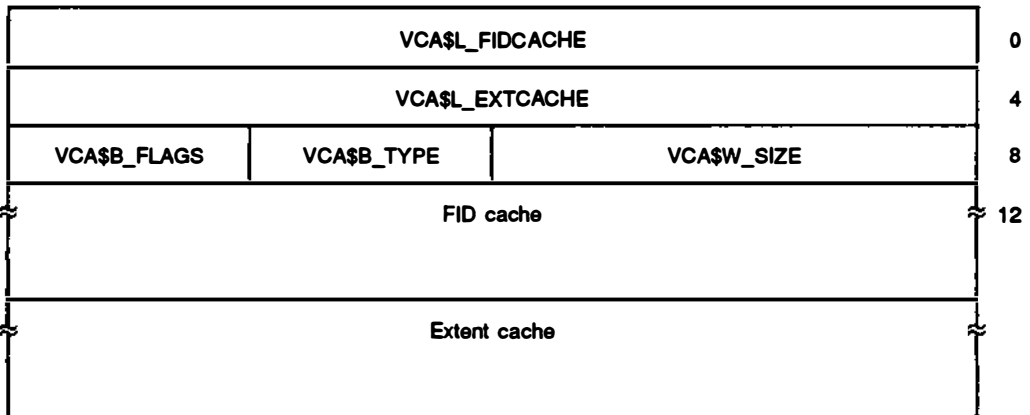 VCA$L_FIDCACHE 0
VCA$L_EXTCACHE 4
VCA$B_FLAGS VCA$B_TYPE VCA$W_SIZE 8
FID cache 12
Extent cache